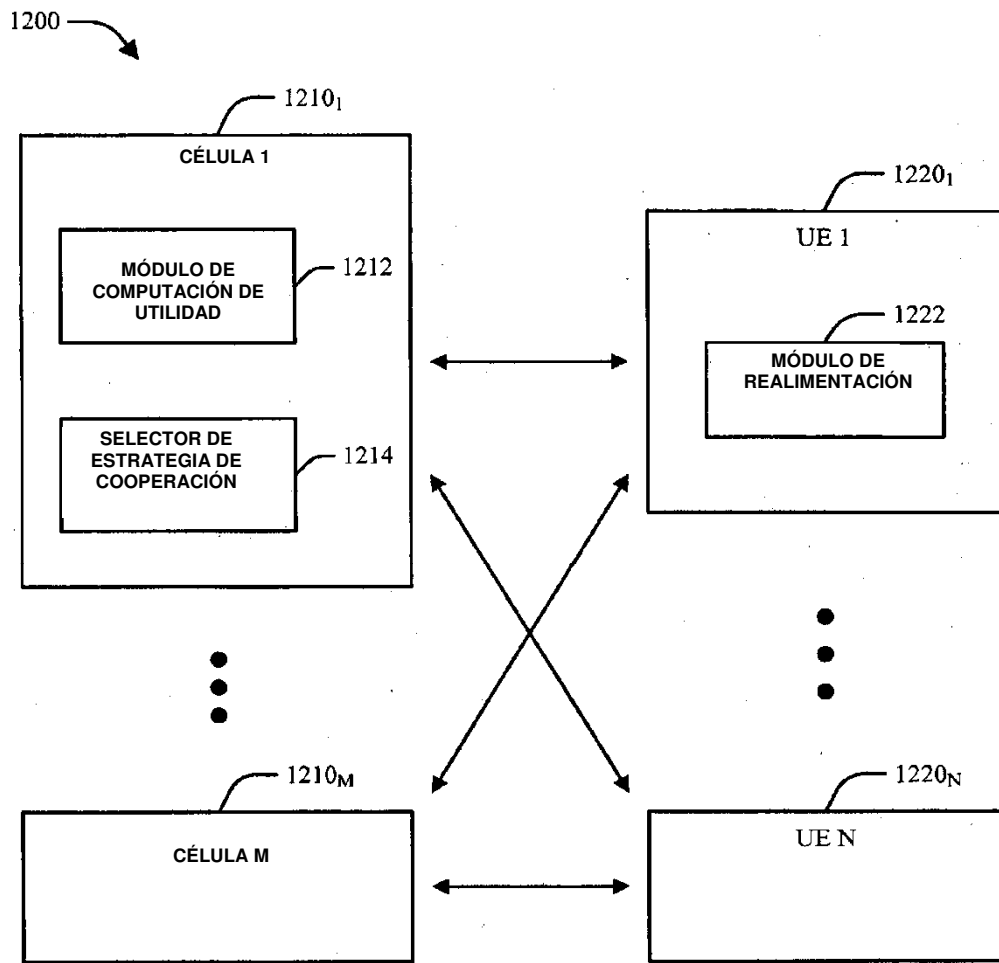 1200
1210₁
CÉLULA 1
MÓDULO DE
COMPUTACIÓN DE
UTILIDAD
1212
SELECTOR DE
ESTRATEGIA DE
COOPERACIÓN
1214
1220₁
UE 1
1222
MÓDULO DE
REALIMENTACIÓN
1210M
CÉLULA M
1220N
UE N